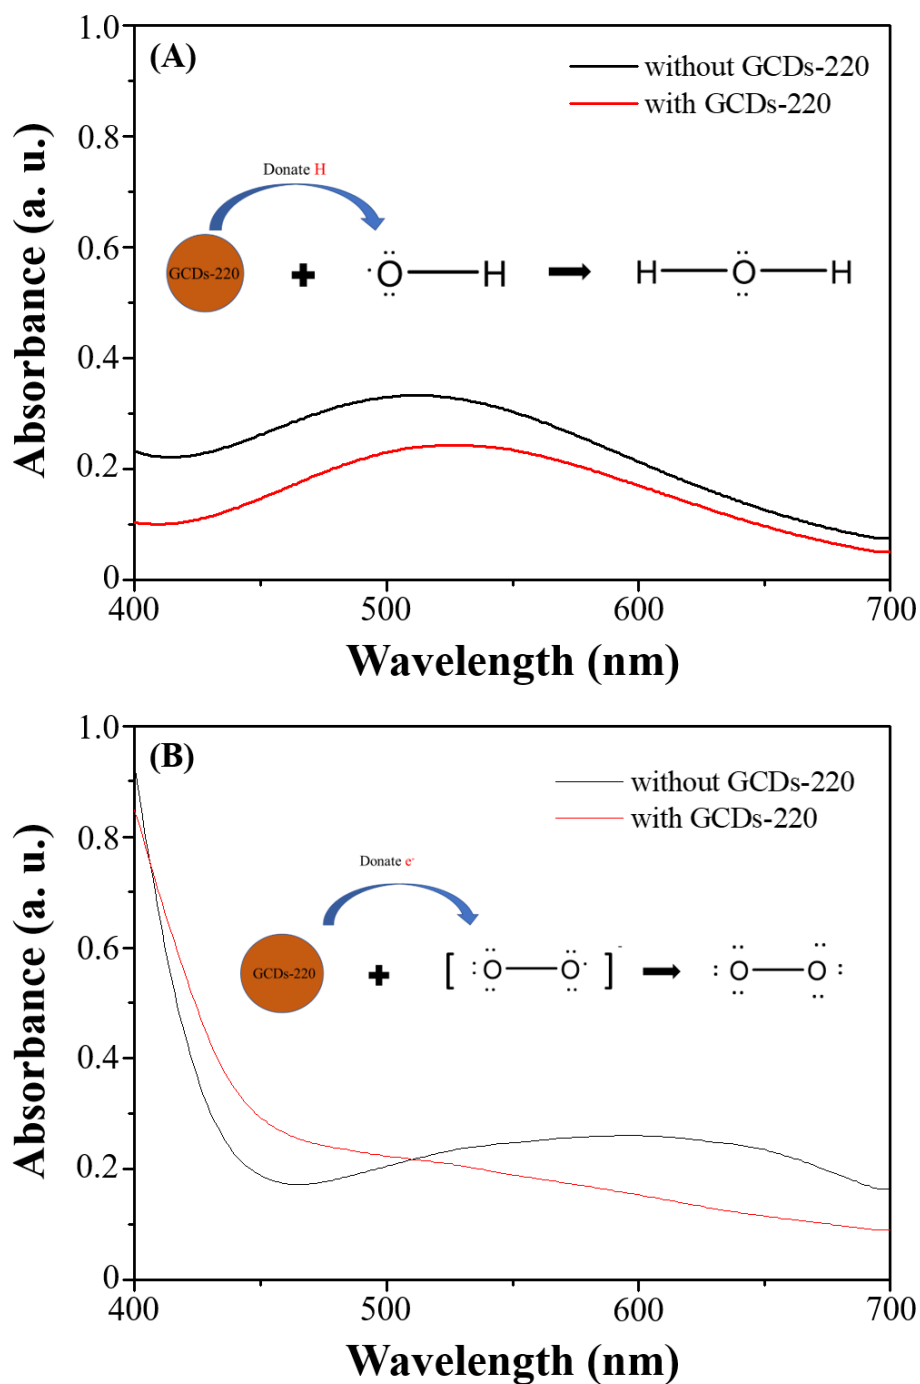 (A)
without GCDs-220
with GCDs-220
Donate H
GCDs-220 + ·O H H O H
1.0
0.8
0.6
0.4
0.2
0
Absorbance (a. u.)
400 500 600 700
Wavelength (nm)
(B)
without GCDs-220
with GCDs-220
Donate e-
GCDs-220 + [ :O O· ]- :O O:
1.0
0.8
0.6
0.4
0.2
0
Absorbance (a. u.)
400 500 600 700
Wavelength (nm)